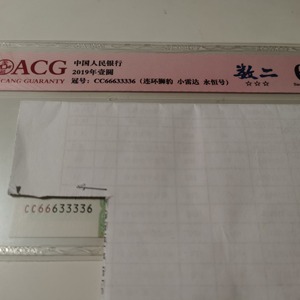 ACG
CANG GUARANTY
中国人民银行
2019年壹圆
冠号：CC66633336（连环狮豹 小雷达 永恒号）
数二
☆☆☆
CC66633336